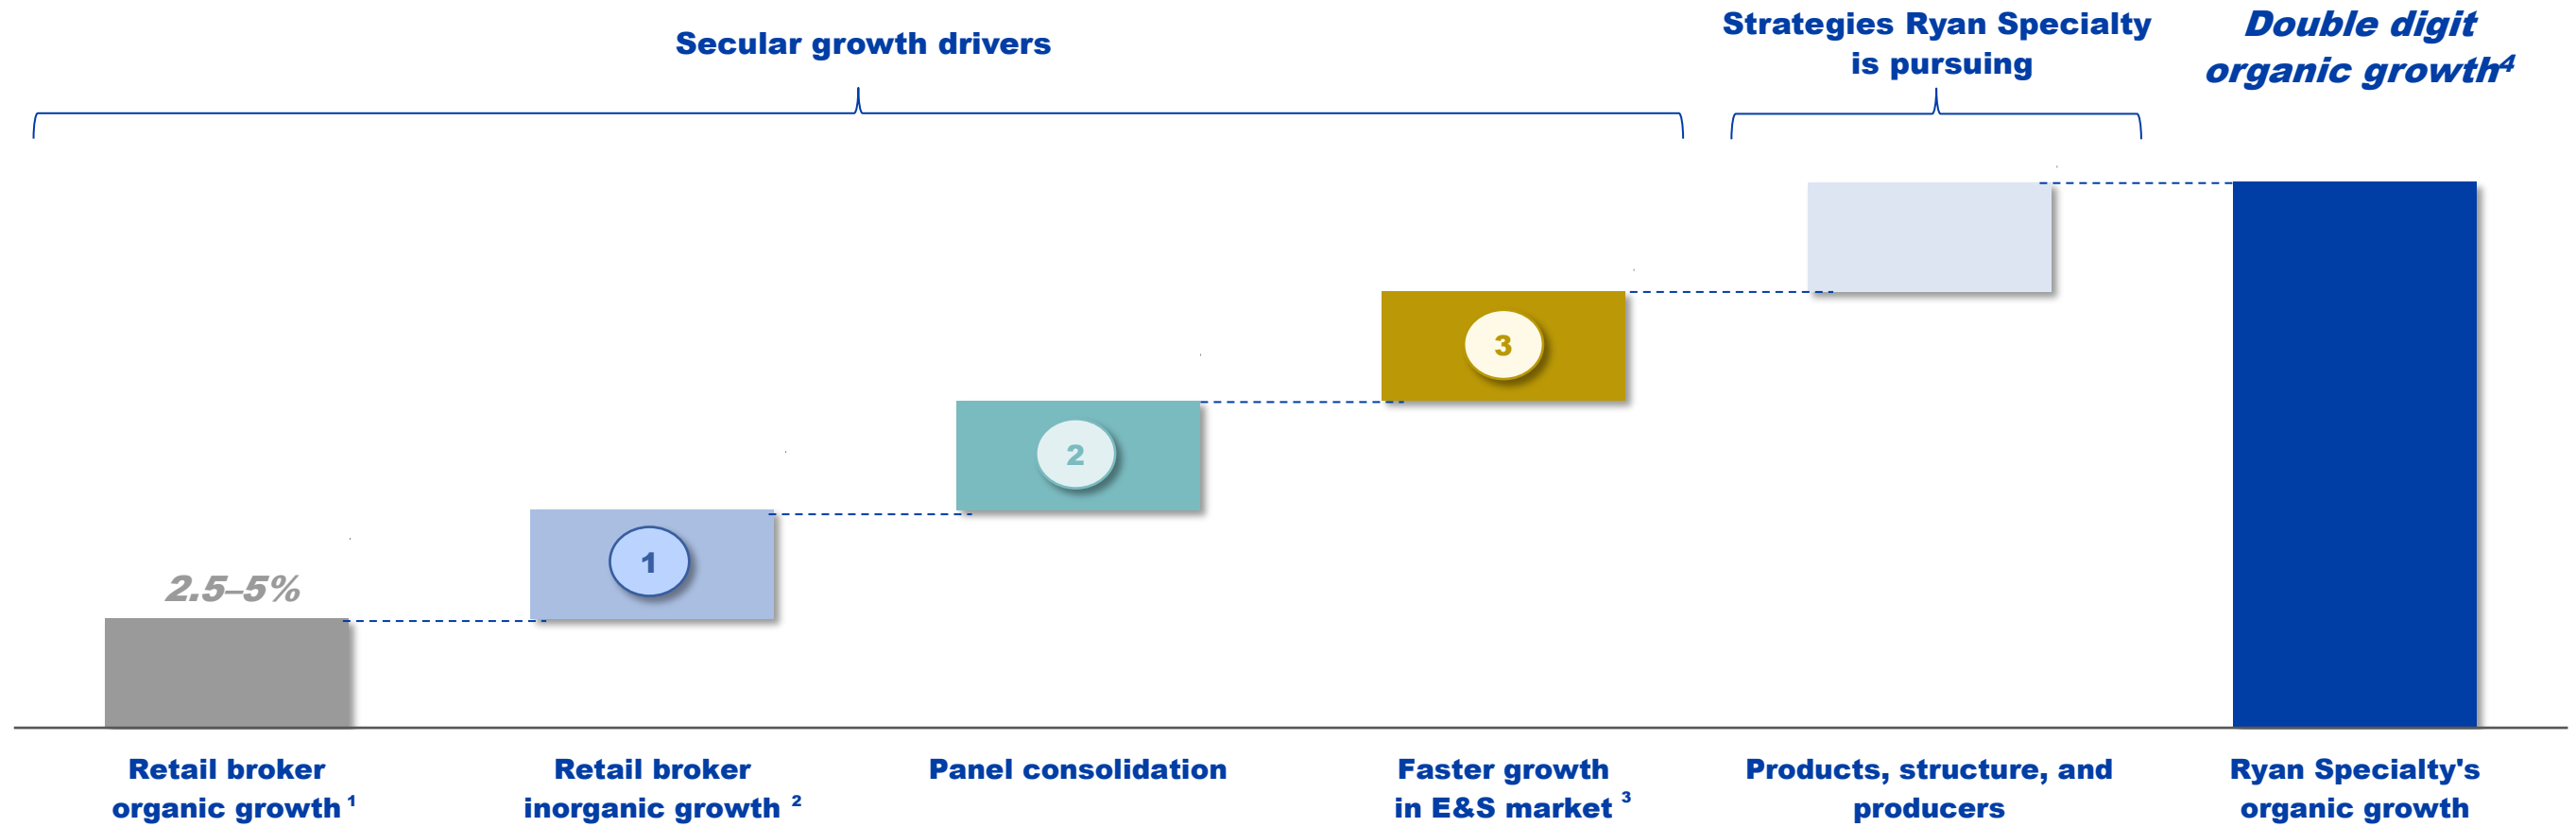 Secular growth drivers
Strategies Ryan Specialty
is pursuing
Double digit
organic growth⁴
3
2
1
2.5–5%
Retail broker
organic growth ¹
Retail broker
inorganic growth ²
Panel consolidation
Faster growth
in E&S market ³
Products, structure, and
producers
Ryan Specialty's
organic growth